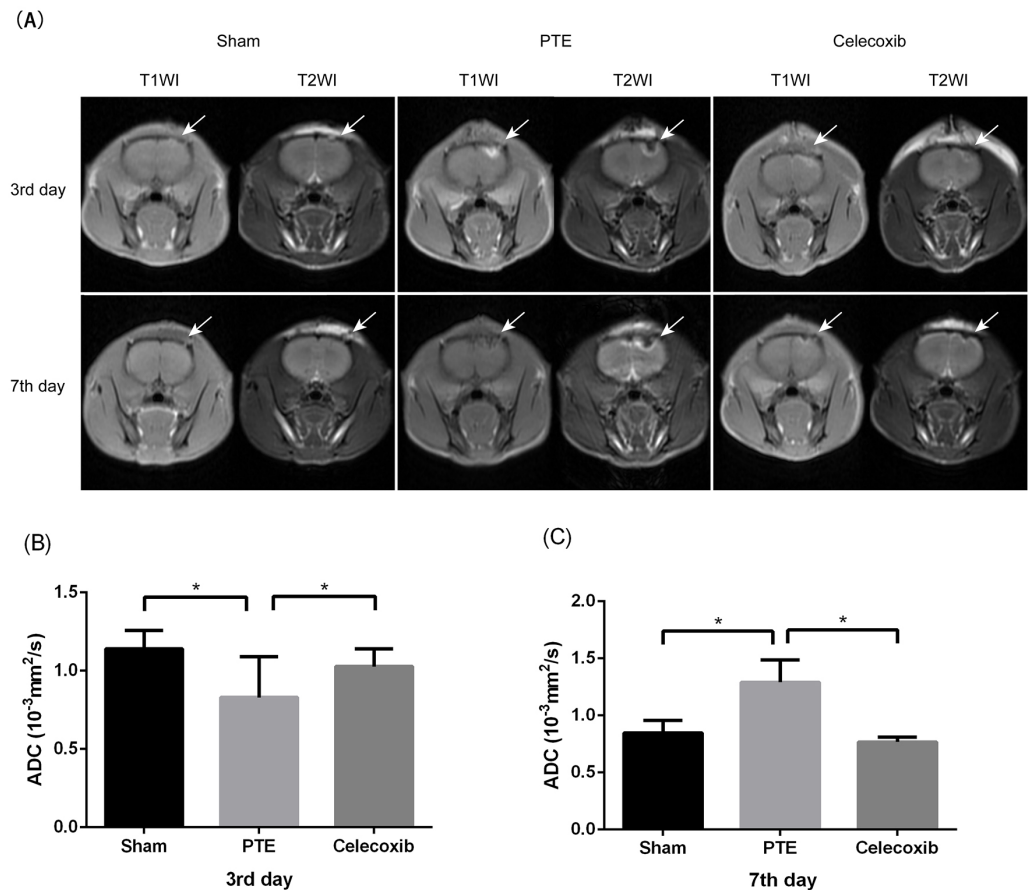 (A)
Sham PTE Celecoxib
T1WI T2WI T1WI T2WI T1WI T2WI
3rd day
7th day
(B)
ADC (10⁻³mm²/s)
1.5
1.0
0.5
0.0
* *
Sham PTE Celecoxib
3rd day
(C)
ADC (10⁻³mm²/s)
2.0
1.5
1.0
0.5
0.0
* *
Sham PTE Celecoxib
7th day